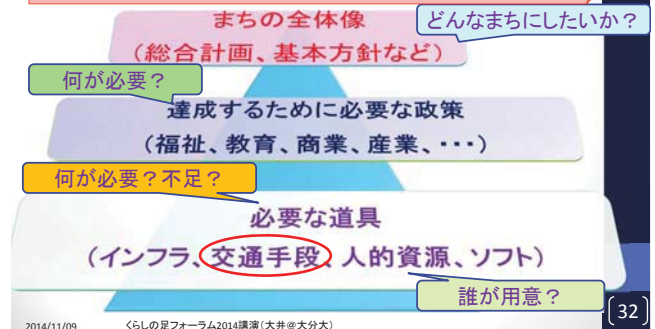 まちの全体像
どんなまちにしたいか？
（総合計画、基本方針など）
何が必要？
達成するために必要な政策
（福祉、教育、商業、産業、・・・）
何が必要？不足？
必要な道具
（インフラ、交通手段、人的資源、ソフト）
誰が用意？
2014/11/09
くらしの足フォーラム2014講演（大井＠大分大）
32